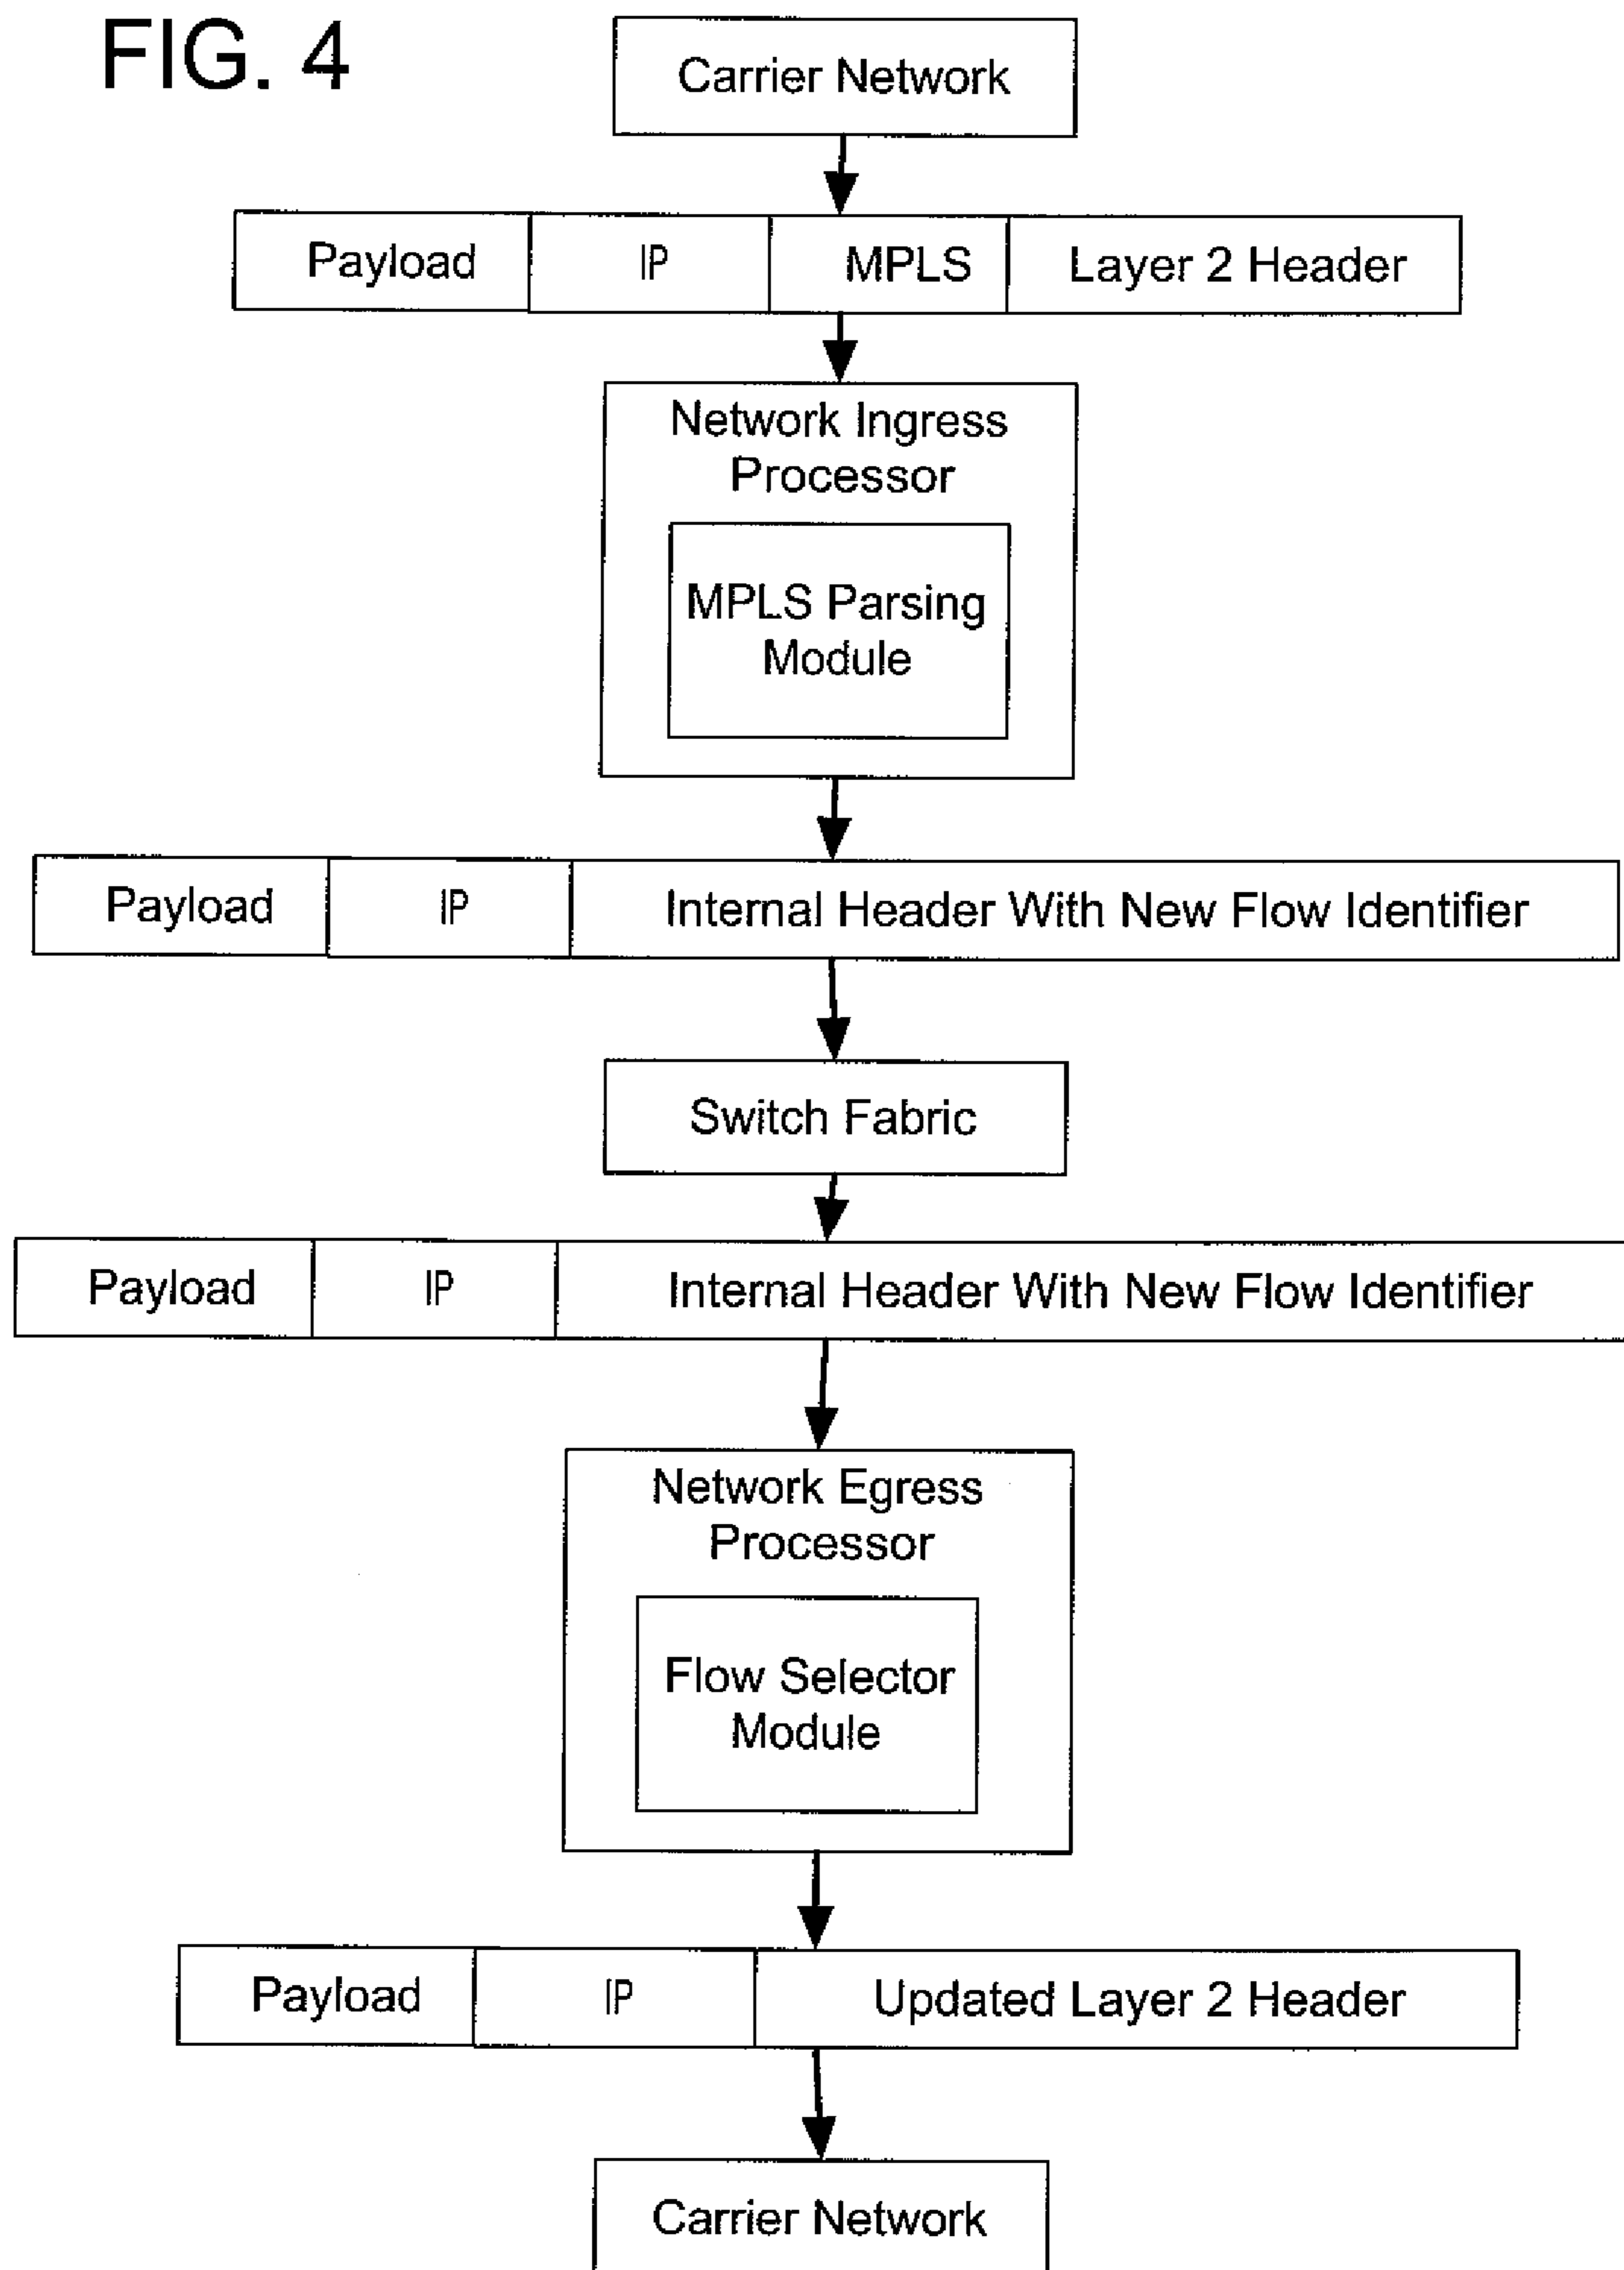 FIG. 4
Carrier Network
Payload IP MPLS Layer 2 Header
Network Ingress
Processor
MPLS Parsing
Module
Payload IP Internal Header With New Flow Identifier
Switch Fabric
Payload IP Internal Header With New Flow Identifier
Network Egress
Processor
Flow Selector
Module
Payload IP Updated Layer 2 Header
Carrier Network